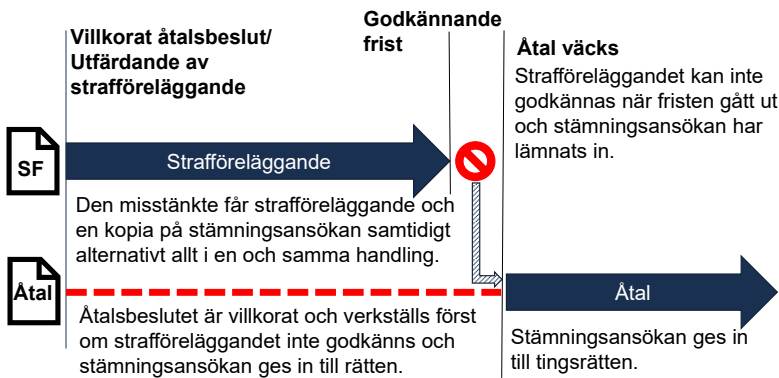 Villkorat åtalsbeslut/
Utfärdande av
strafföreläggande
Godkännande
frist
Åtal väcks
Strafföreläggandet kan inte
godkännas när fristen gått ut
och stämningsansökan har
lämnats in.
SF
Strafföreläggande
Den misstänkte får strafföreläggande och
en kopia på stämningsansökan samtidigt
alternativt allt i en och samma handling.
Åtal
Åtal
Åtalsbeslutet är villkorat och verkställs först
om strafföreläggandet inte godkänns och
stämningsansökan ges in till rätten.
Stämningsansökan ges in
till tingsrätten.